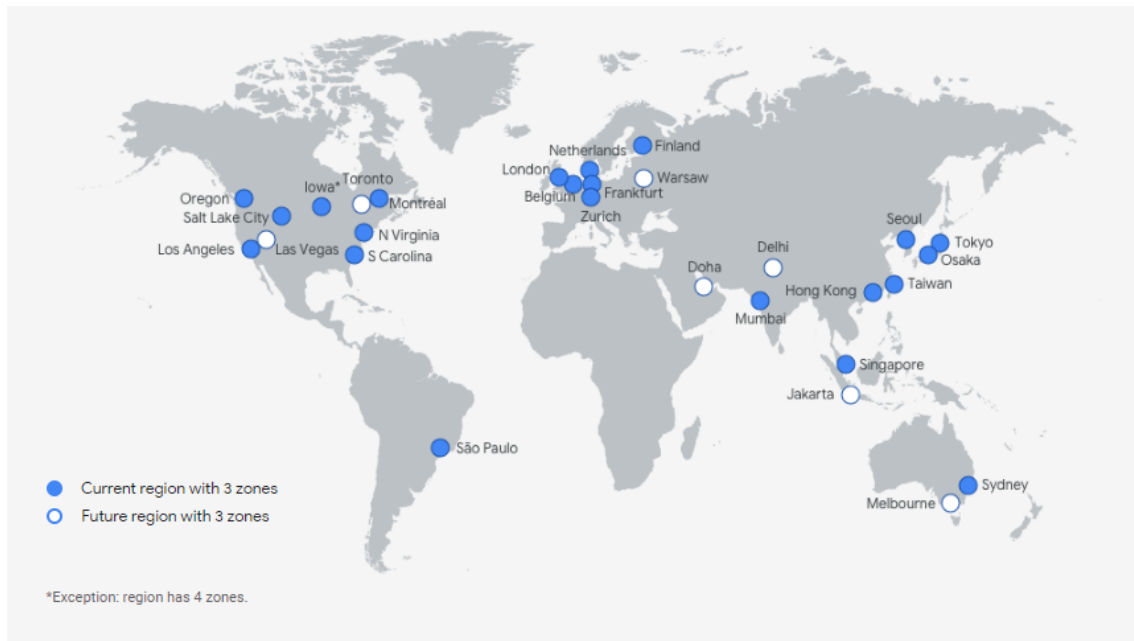 Finland
Netherlands
London
Warsaw
Toronto
Iowa*
Belgium
Frankfurt
Oregon
Montréal
Salt Lake City
Zurich
Seoul
N Virginia
Tokyo
Los Angeles
Las Vegas
Delhi
S Carolina
Osaka
Doha
Hong Kong
Taiwan
Mumbai
Singapore
Jakarta
São Paulo
Sydney
Melbourne
Current region with 3 zones
Future region with 3 zones
*Exception: region has 4 zones.